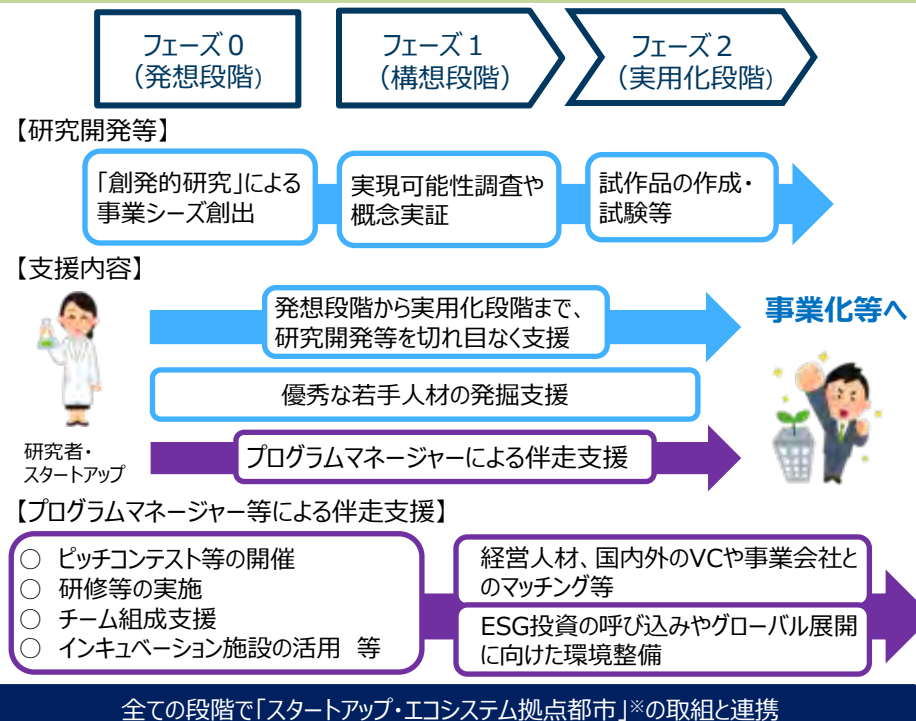 フェーズ０
（発想段階）
フェーズ１
（構想段階）
フェーズ２
（実用化段階）
【研究開発等】
「創発的研究」による
事業シーズ創出
実現可能性調査や
概念実証
試作品の作成・
試験等
【支援内容】
発想段階から実用化段階まで、
研究開発等を切れ目なく支援
事業化等へ
優秀な若手人材の発掘支援
研究者・
スタートアップ
プログラムマネージャーによる伴走支援
【プログラムマネージャー等による伴走支援】
○ ピッチコンテスト等の開催
○ 研修等の実施
○ チーム組成支援
○ インキュベーション施設の活用 等
経営人材、国内外のVCや事業会社と
のマッチング等
ESG投資の呼び込みやグローバル展開
に向けた環境整備
全ての段階で「スタートアップ・エコシステム拠点都市」※の取組と連携